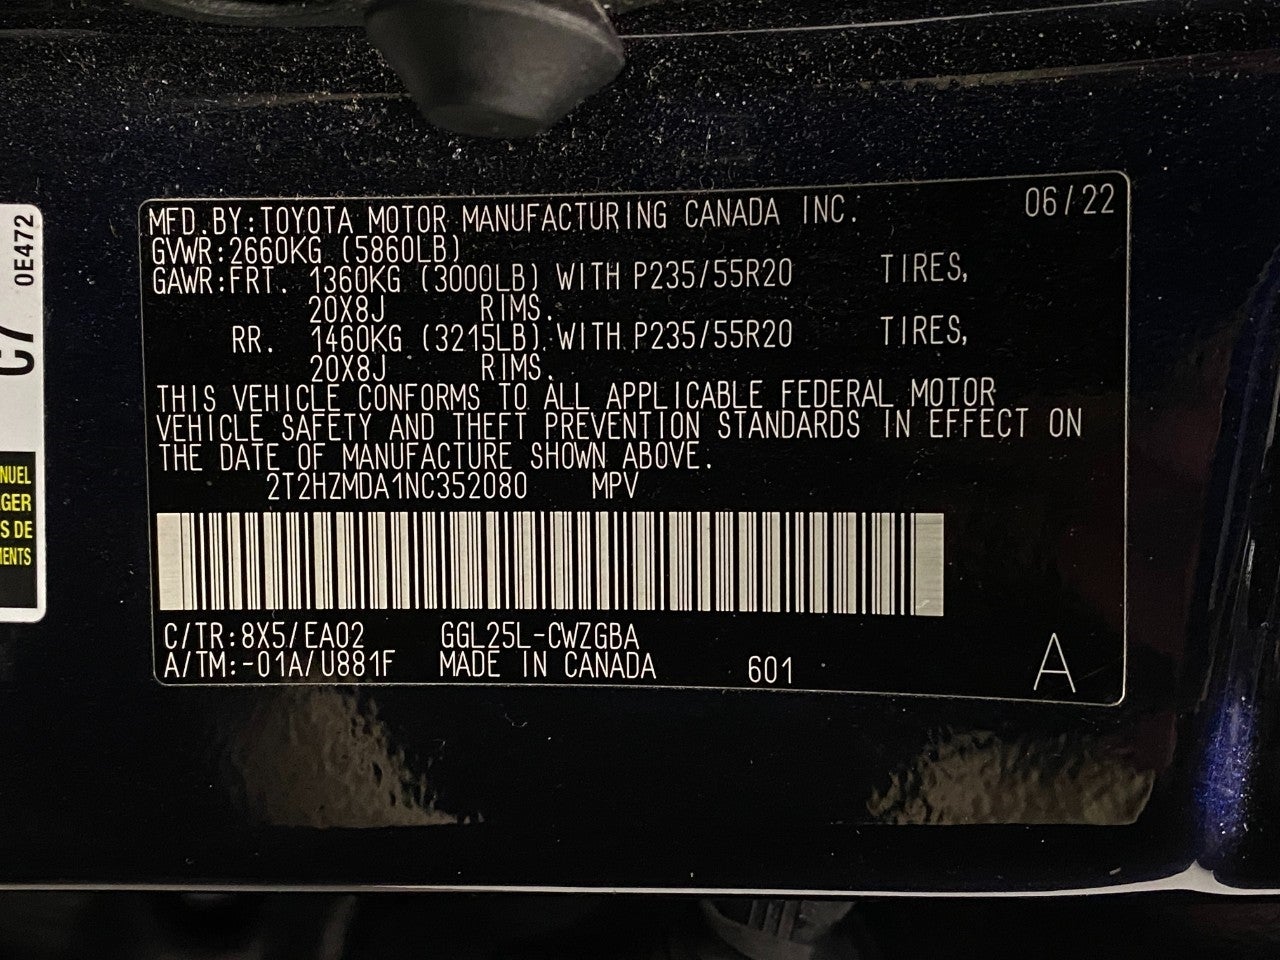 MFD.BY:TOYOTA MOTOR MANUFACTURING CANADA INC. 06/22
GVWR:2660KG (5860LB)
GAWR:FRT. 1360KG (3000LB) WITH P235/55R20 TIRES,
20X8J RIMS.
RR. 1460KG (3215LB) WITH P235/55R20 TIRES,
20X8J RIMS.
THIS VEHICLE CONFORMS TO ALL APPLICABLE FEDERAL MOTOR
VEHICLE SAFETY AND THEFT PREVENTION STANDARDS IN EFFECT ON
THE DATE OF MANUFACTURE SHOWN ABOVE.
2T2HZMDA1NC352080 MPV
C/TR:8X5/EA02 GGL25L-CWZGBA
A/TM:-01A/U881F MADE IN CANADA 601 A
0E472
C7
NUEL
GER
S DE
MENTS